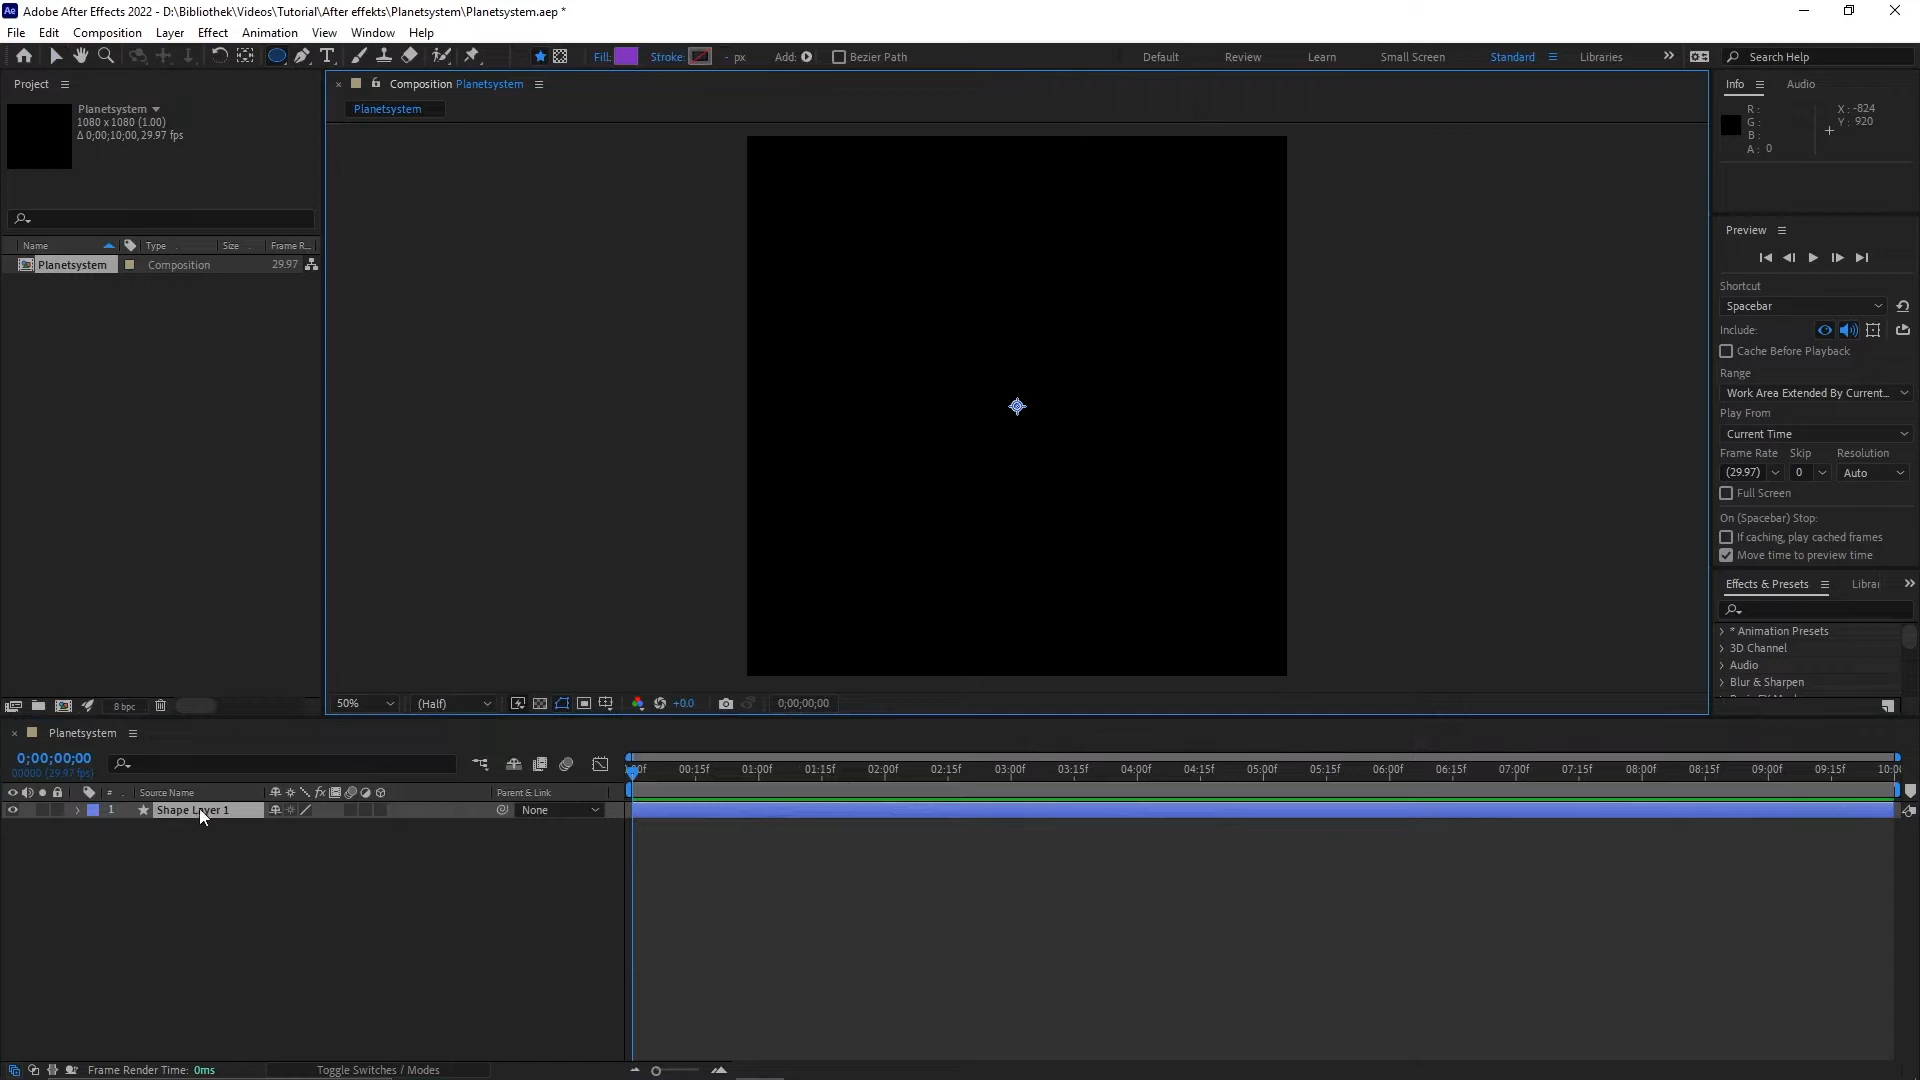 Adobe After Effects 2022 - D:\Bibliothek\Videos\Tutorial\After effekts\Planetsystem\Planetsystem.aep *
File Edit Composition Layer Effect Animation View Window Help
Fill: Stroke: - px Add: Bezier Path Default Review Learn Small Screen Standard Libraries Search Help
Project
Planetsystem
1080 x 1080 (1.00)
Δ 0;00;10;00, 29.97 fps
Name Type Size Frame R...
Planetsystem Composition 29.97
8 bpc
Composition Planetsystem
Planetsystem
50% (Half) +0.0 0;00;00;00
Info Audio
R :
G :
B :
A : 0
X : -824
Y : 920
Preview
Shortcut
Spacebar
Include:
Cache Before Playback
Range
Work Area Extended By Current...
Play From
Current Time
Frame Rate Skip Resolution
(29.97) 0 Auto
Full Screen
On (Spacebar) Stop:
If caching, play cached frames
Move time to preview time
Effects & Presets Librar
* Animation Presets
3D Channel
Audio
Blur & Sharpen
Planetsystem
0;00;00;00
00000 (29.97 fps)
00:15f 01:00f 01:15f 02:00f 02:15f 03:00f 03:15f 04:00f 04:15f 05:00f 05:15f 06:00f 06:15f 07:00f 07:15f 08:00f 08:15f 09:00f 09:15f 10:00
# Source Name fx Parent & Link
1 Shape Layer 1 None
Frame Render Time: 0ms Toggle Switches / Modes